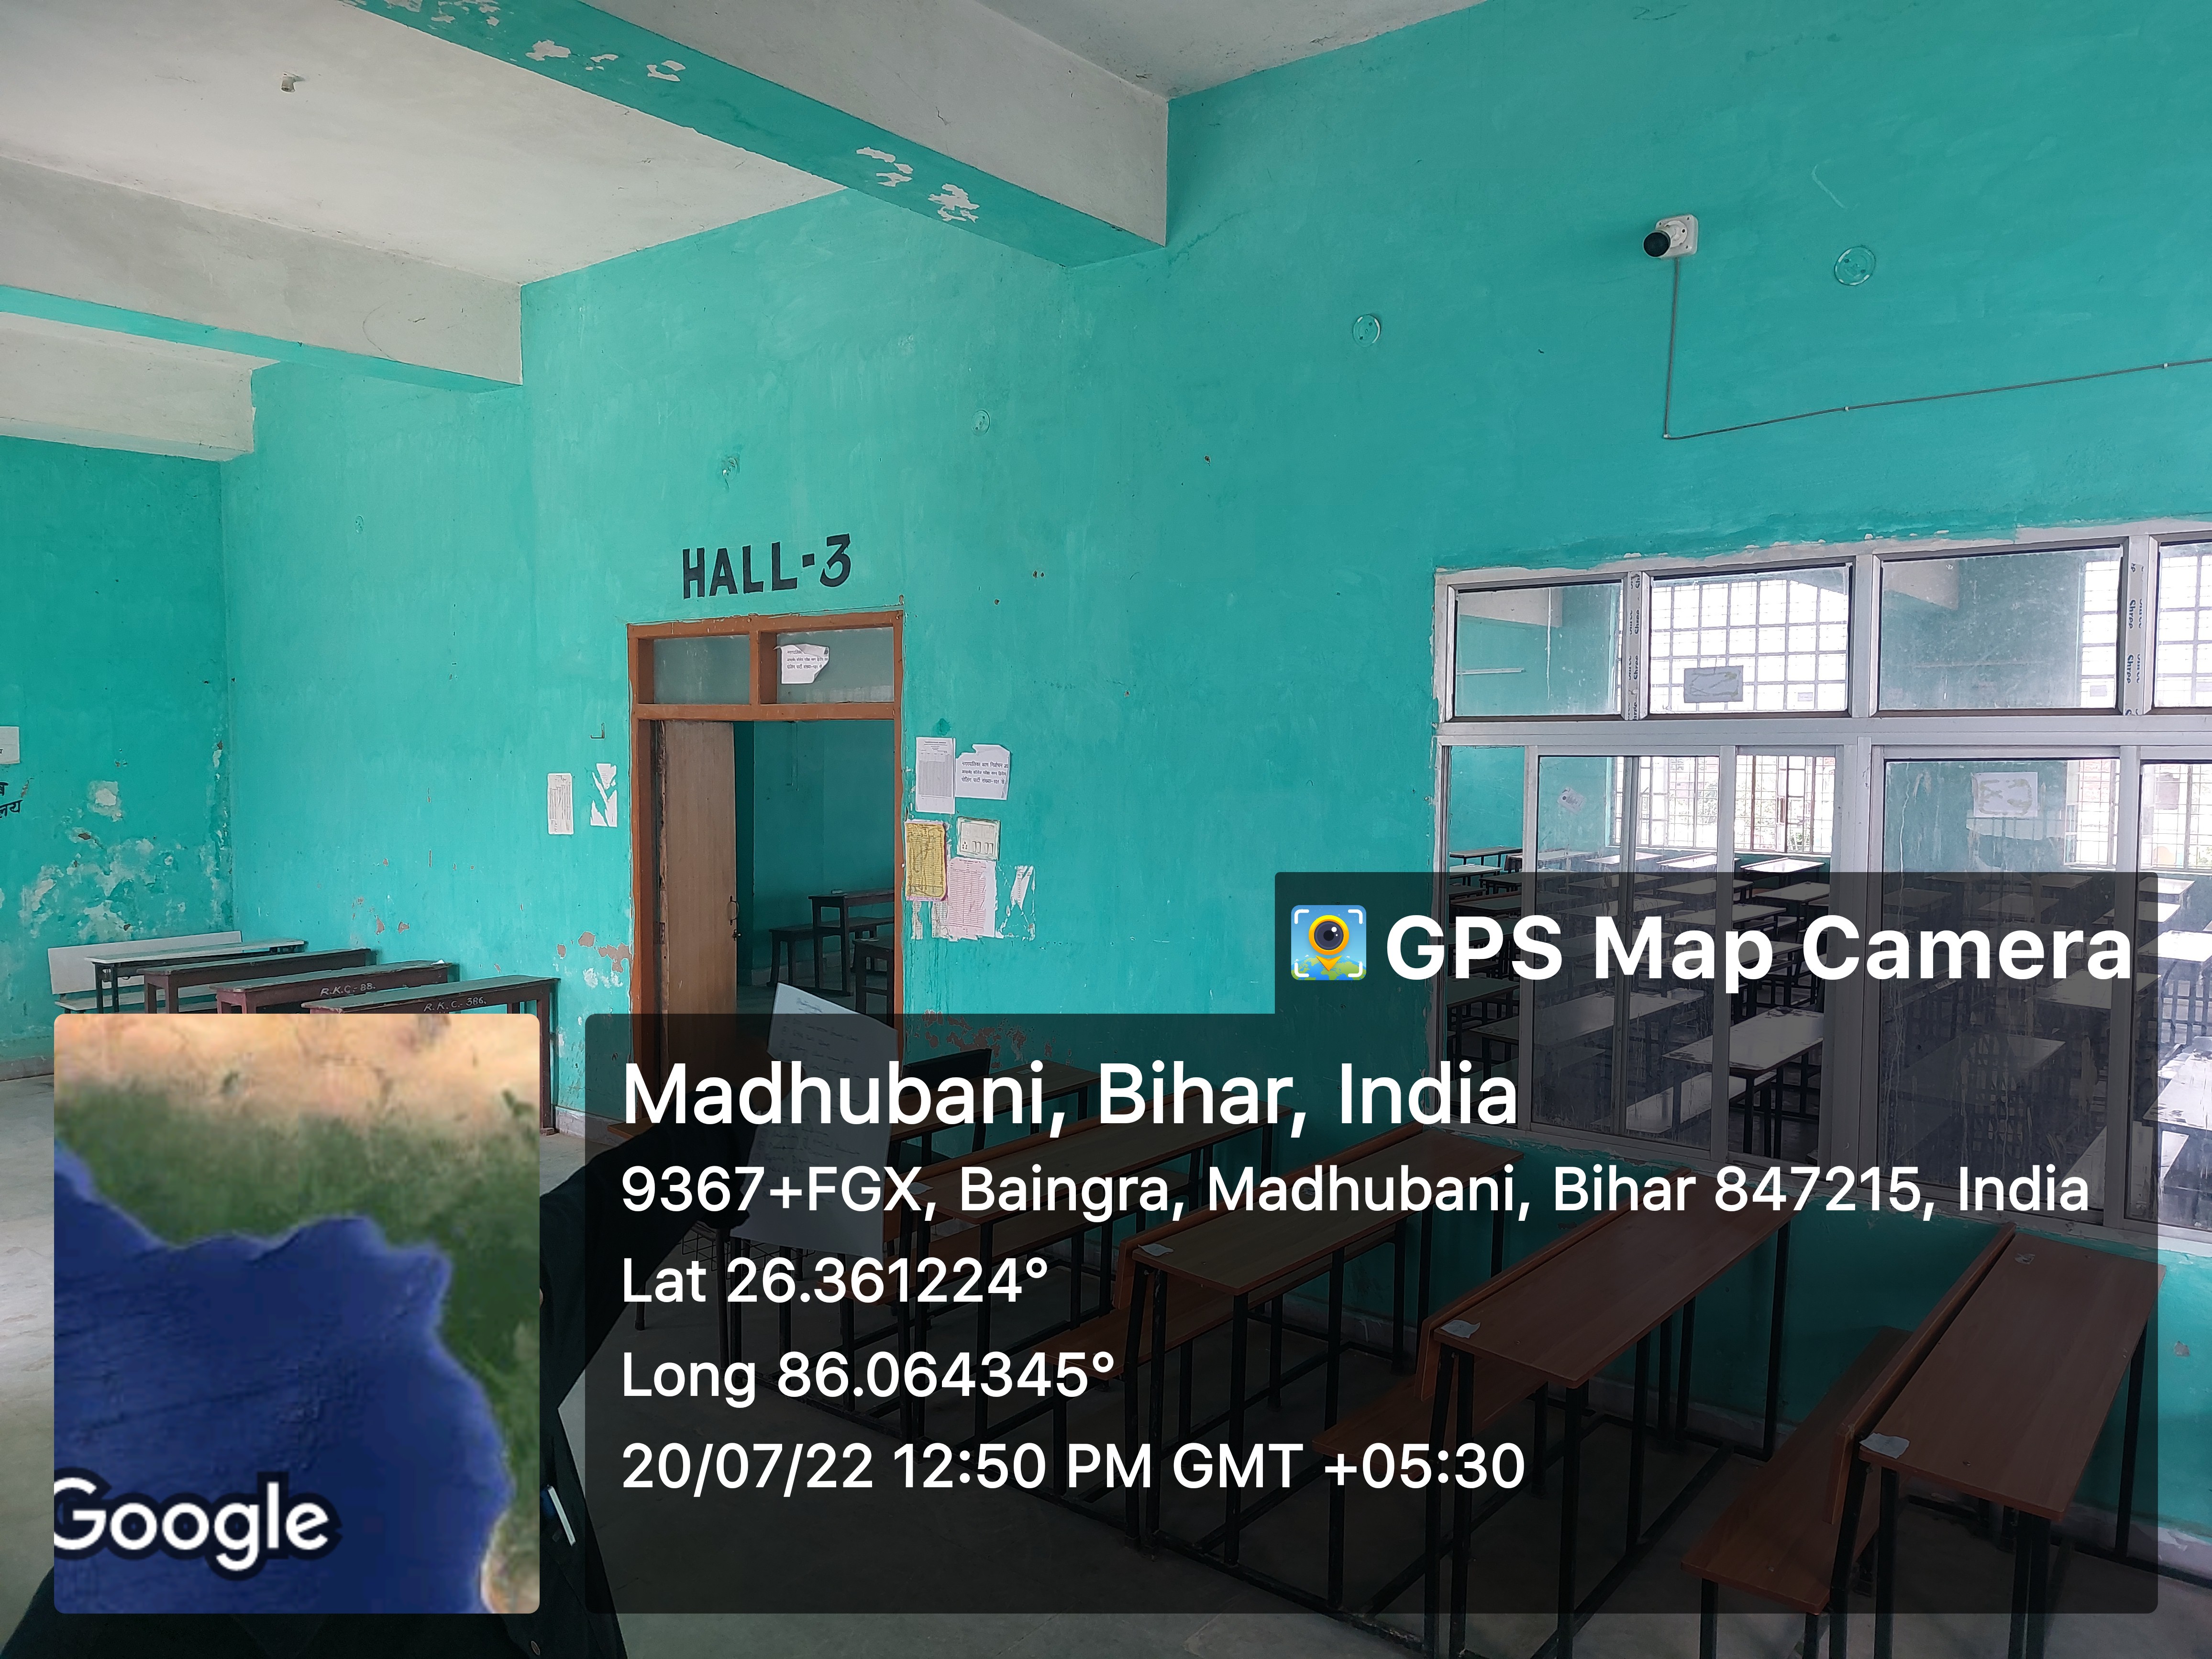 HALL-3
R.K.C.-88.
R.K.C.-386.
GPS Map Camera
Madhubani, Bihar, India
9367+FGX, Baingra, Madhubani, Bihar 847215, India
Lat 26.361224°
Long 86.064345°
20/07/22 12:50 PM GMT +05:30
Google